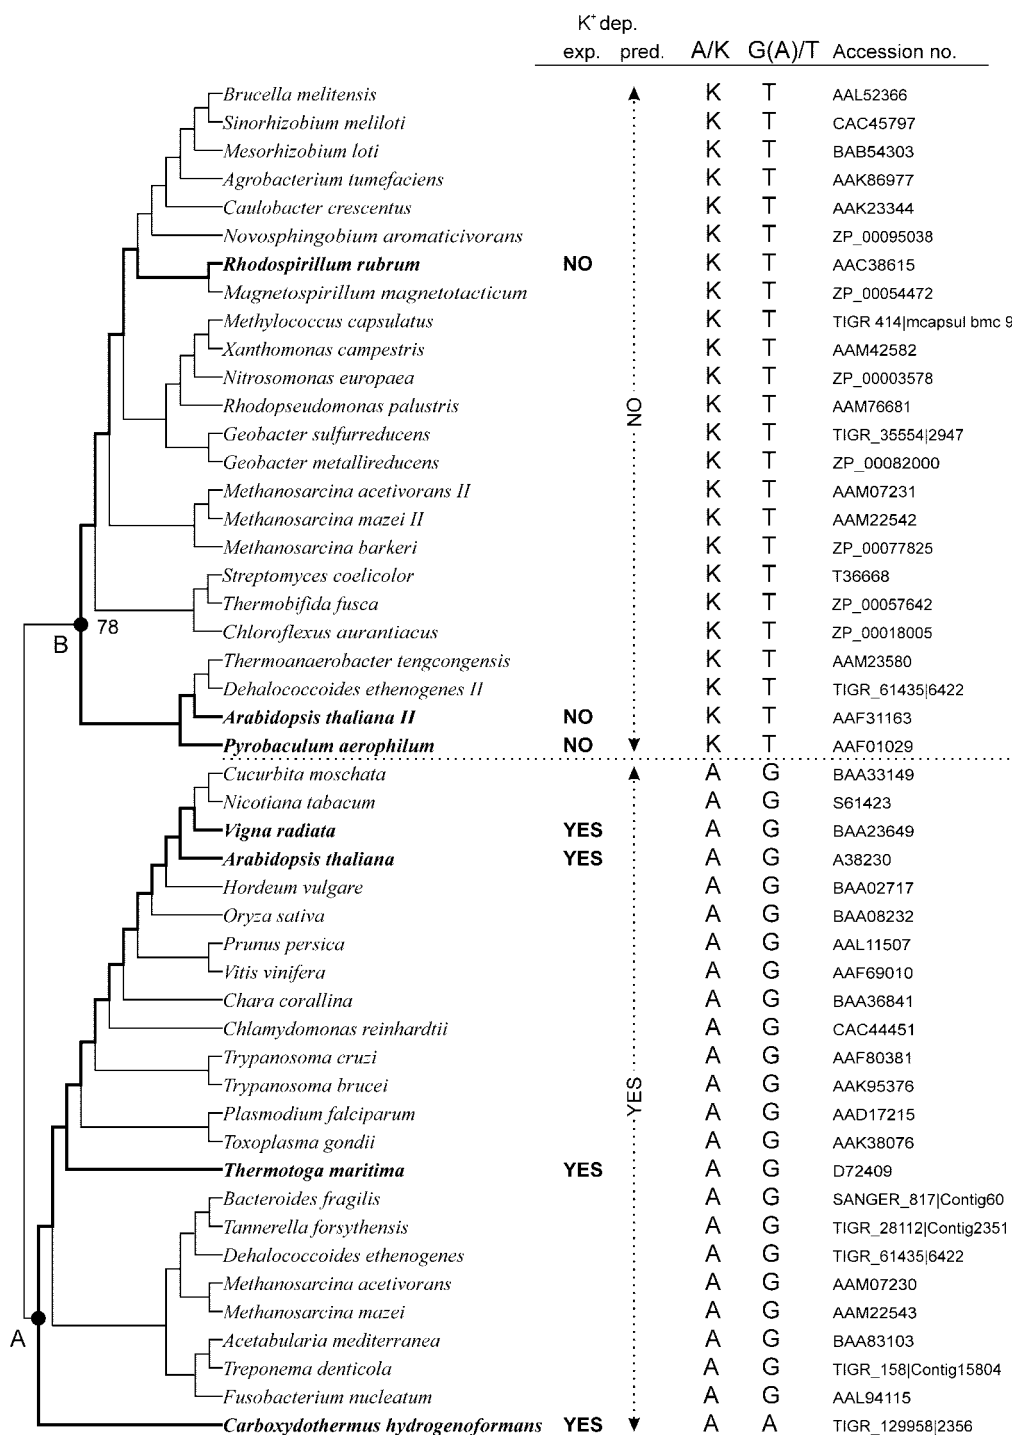 K+ dep.
exp. pred. A/K G(A)/T Accession no.
Brucella melitensis K T AAL52366
Sinorhizobium meliloti K T CAC45797
Mesorhizobium loti K T BAB54303
Agrobacterium tumefaciens K T AAK86977
Caulobacter crescentus K T AAK23344
Novosphingobium aromaticivorans K T ZP_00095038
Rhodospirillum rubrum NO K T AAC38615
Magnetospirillum magnetotacticum K T ZP_00054472
Methylococcus capsulatus K T TIGR 414|mcapsul bmc 9
Xanthomonas campestris K T AAM42582
Nitrosomonas europaea K T ZP_00003578
Rhodopseudomonas palustris NO K T AAM76681
Geobacter sulfurreducens K T TIGR_35554|2947
Geobacter metallireducens K T ZP_00082000
Methanosarcina acetivorans II K T AAM07231
Methanosarcina mazei II K T AAM22542
Methanosarcina barkeri K T ZP_00077825
Streptomyces coelicolor K T T36668
Thermobifida fusca K T ZP_00057642
B 78 Chloroflexus aurantiacus K T ZP_00018005
Thermoanaerobacter tengcongensis K T AAM23580
Dehalococcoides ethenogenes II K T TIGR_61435|6422
Arabidopsis thaliana II NO K T AAF31163
Pyrobaculum aerophilum NO K T AAF01029
Cucurbita moschata A G BAA33149
Nicotiana tabacum A G S61423
Vigna radiata YES A G BAA23649
Arabidopsis thaliana YES A G A38230
Hordeum vulgare A G BAA02717
Oryza sativa A G BAA08232
Prunus persica A G AAL11507
Vitis vinifera A G AAF69010
Chara corallina A G BAA36841
Chlamydomonas reinhardtii A G CAC44451
Trypanosoma cruzi A G AAF80381
Trypanosoma brucei YES A G AAK95376
Plasmodium falciparum A G AAD17215
Toxoplasma gondii A G AAK38076
Thermotoga maritima YES A G D72409
Bacteroides fragilis A G SANGER_817|Contig60
Tannerella forsythensis A G TIGR_28112|Contig2351
Dehalococcoides ethenogenes A G TIGR_61435|6422
Methanosarcina acetivorans A G AAM07230
Methanosarcina mazei A G AAM22543
A Acetabularia mediterranea A G BAA83103
Treponema denticola A G TIGR_158|Contig15804
Fusobacterium nucleatum A G AAL94115
Carboxydothermus hydrogenoformans YES A A TIGR_129958|2356